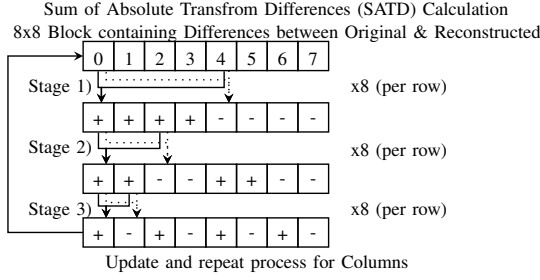 Sum of Absolute Transfrom Differences (SATD) Calculation
8x8 Block containing Differences between Original & Reconstructed
0 1 2 3 4 5 6 7
Stage 1) x8 (per row)
+ + + + - - - -
Stage 2) x8 (per row)
+ + - - + + - -
Stage 3) x8 (per row)
+ - + - + - + -
Update and repeat process for Columns